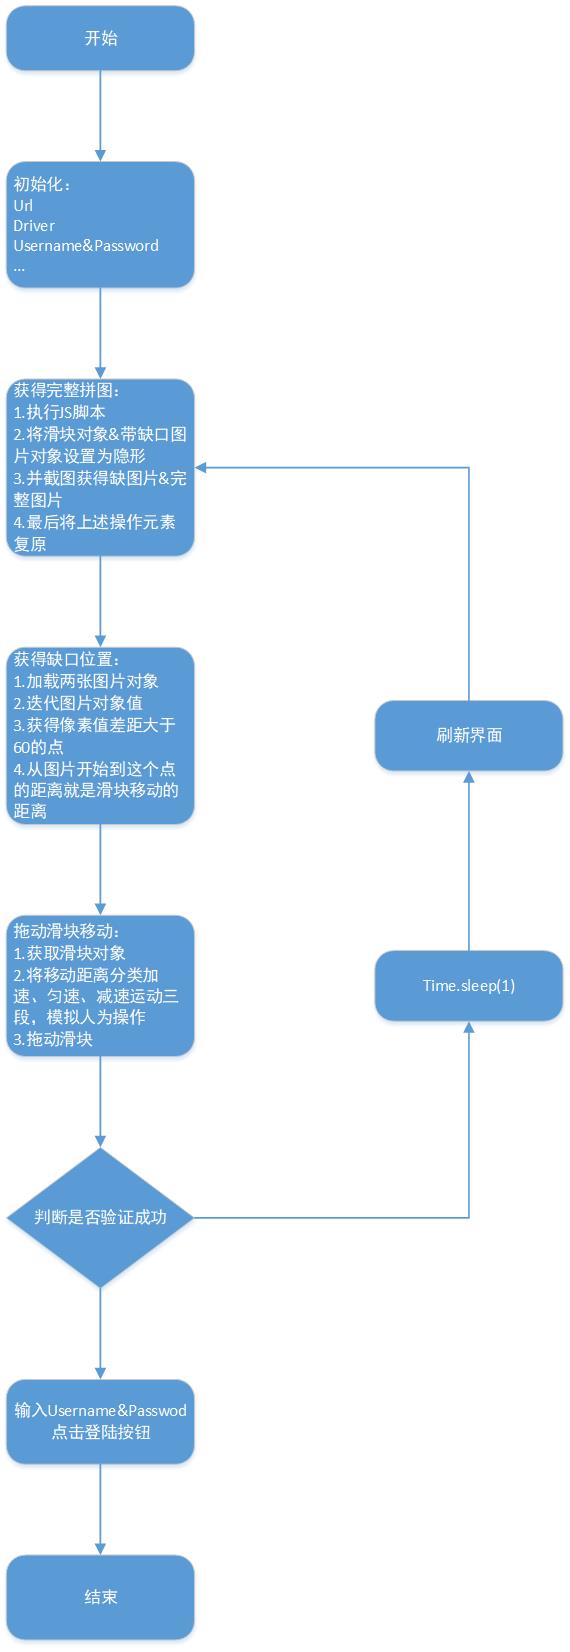 开始
初始化：
Url
Driver
Username&Password
...
获得完整拼图：
1.执行JS脚本
2.将滑块对象&带缺口图
片对象设置为隐形
3.并截图获得缺图片&完
整图片
4.最后将上述操作元素
复原
获得缺口位置：
1.加载两张图片对象
2.迭代图片对象值
3.获得像素值差距大于
60的点
4.从图片开始到这个点
的距离就是滑块移动的
距离
刷新界面
拖动滑块移动：
1.获取滑块对象
2.将移动距离分类加
速、匀速、减速运动三
段，模拟人为操作
3.拖动滑块
Time.sleep(1)
判断是否验证成功
输入Username&Passwod
点击登陆按钮
结束